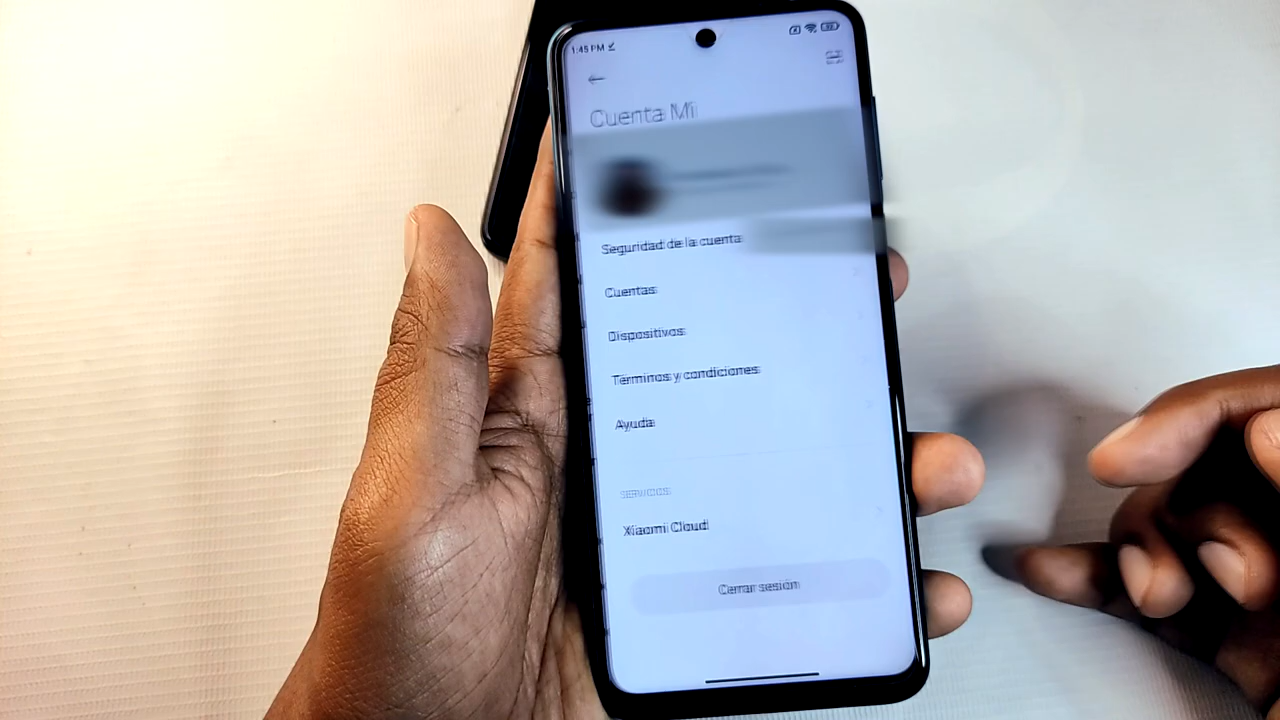 1:45 PM
Cuenta Mi
Seguridad de la cuenta
Cuentas
Dispositivos
Términos y condiciones
Ayuda
SERVICIOS
Xiaomi Cloud
Cerrar sesión